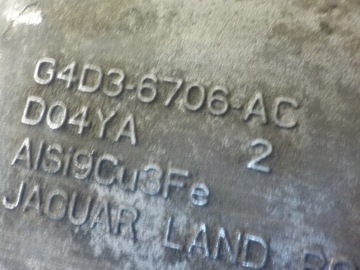 G4D3-6706-AC
D04YA 2
AlSi9Cu3Fe
JAGUAR LAND